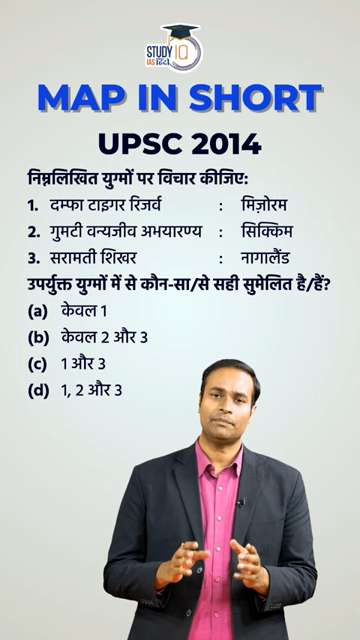 STUDY IQ
IAS हिंदी
MAP IN SHORT
UPSC 2014
निम्नलिखित युग्मों पर विचार कीजिए:
1. दम्फा टाइगर रिजर्व : मिज़ोरम
2. गुमटी वन्यजीव अभयारण्य : सिक्किम
3. सरामती शिखर : नागालैंड
उपर्युक्त युग्मों में से कौन-सा/से सही सुमेलित है/हैं?
(a) केवल 1
(b) केवल 2 और 3
(c) 1 और 3
(d) 1, 2 और 3